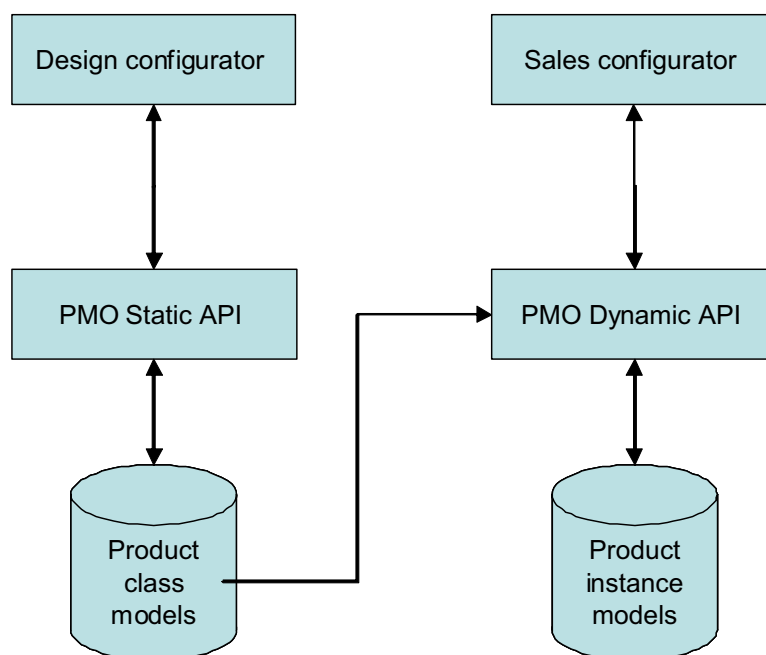 Design configurator
Sales configurator
PMO Static API
PMO Dynamic API
Product
class
models
Product
instance
models